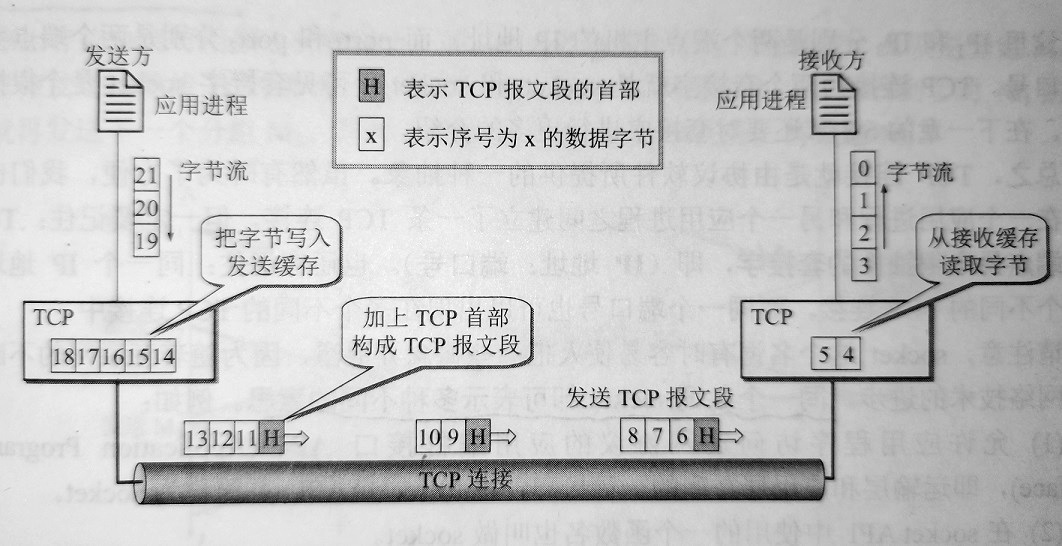 发送方
应用进程
21
20
19
字节流
把字节写入
发送缓存
H 表示 TCP 报文段的首部
x 表示序号为 x 的数据字节
接收方
应用进程
0
1
2
3
字节流
从接收缓存
读取字节
TCP
18 17 16 15 14
加上 TCP 首部
构成 TCP 报文段
TCP
5 4
发送 TCP 报文段
13 12 11 H
10 9 H
8 7 6 H
TCP 连接